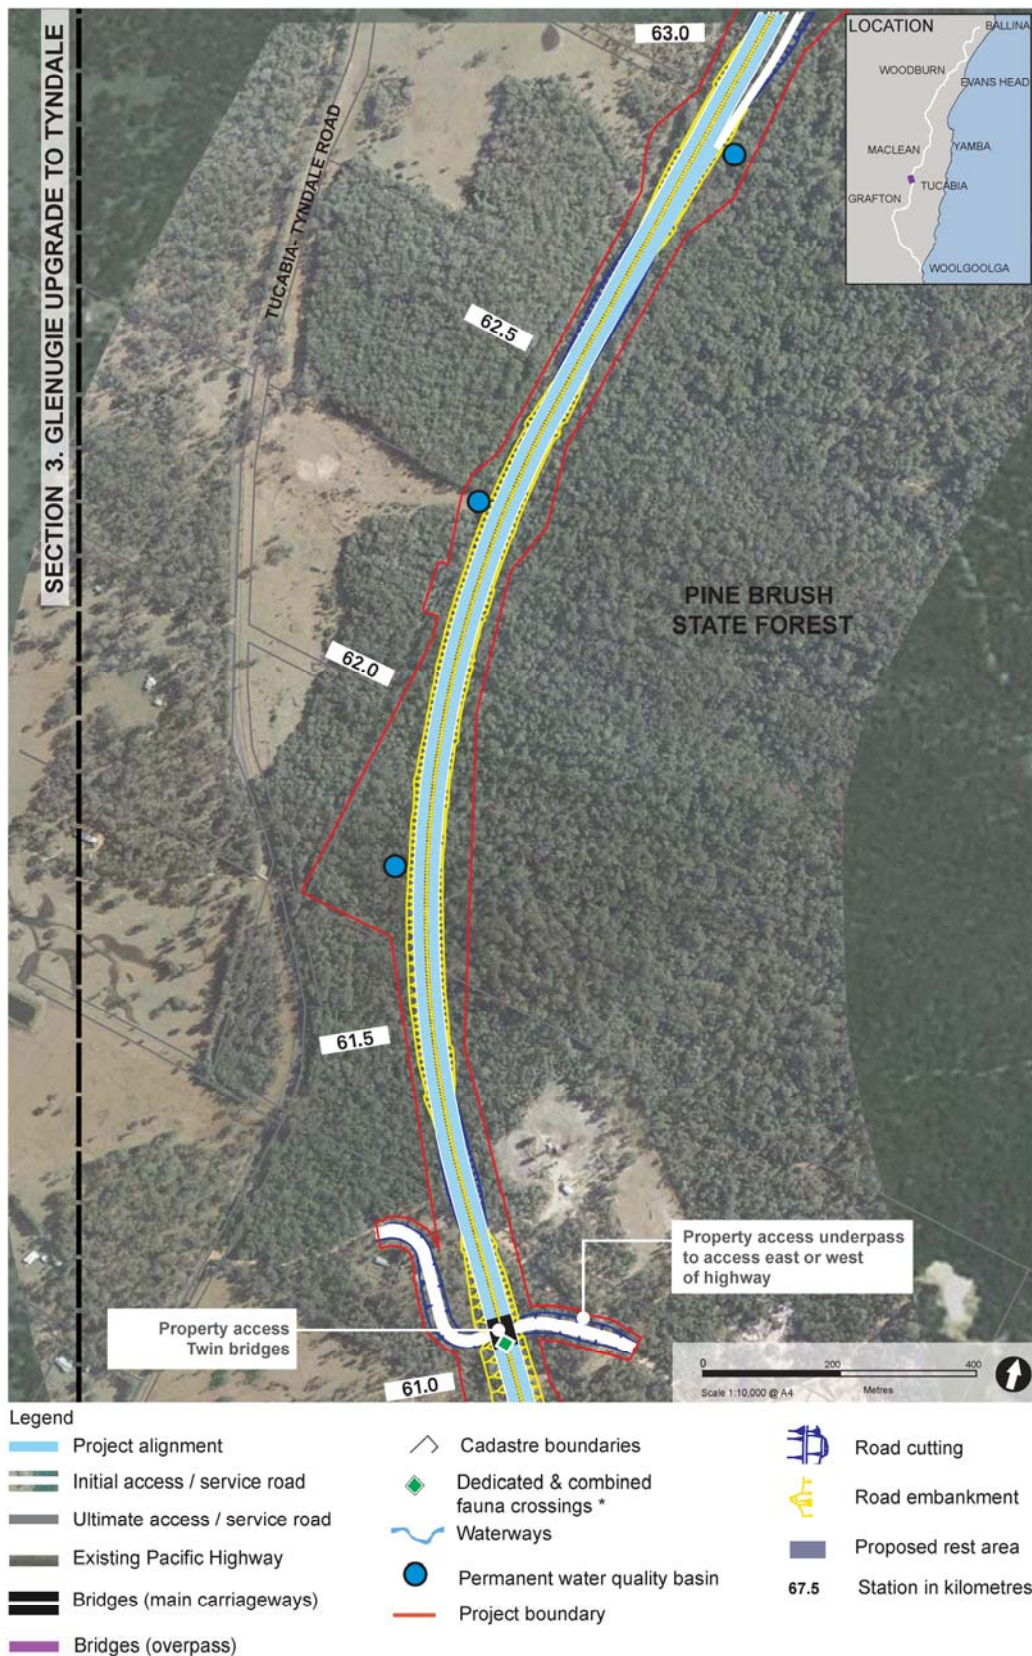 SECTION 3. GLENUGIE UPGRADE TO TYNDALE
63.0
LOCATION
BALLINA
WOODBURN
EVANS HEAD
MACLEAN
YAMBA
TUCABIA
GRAFTON
WOOLGOOLGA
TUCABIA- TYNDALE ROAD
62.5
PINE BRUSH
STATE FOREST
62.0
61.5
Property access underpass
to access east or west
of highway
Property access
Twin bridges
61.0
0 200 400
Scale 1:10,000 @ A4 Metres
Legend
Project alignment
Initial access / service road
Ultimate access / service road
Existing Pacific Highway
Bridges (main carriageways)
Bridges (overpass)
Cadastre boundaries
Dedicated & combined
fauna crossings *
Waterways
Permanent water quality basin
Project boundary
Road cutting
Road embankment
Proposed rest area
67.5 Station in kilometres